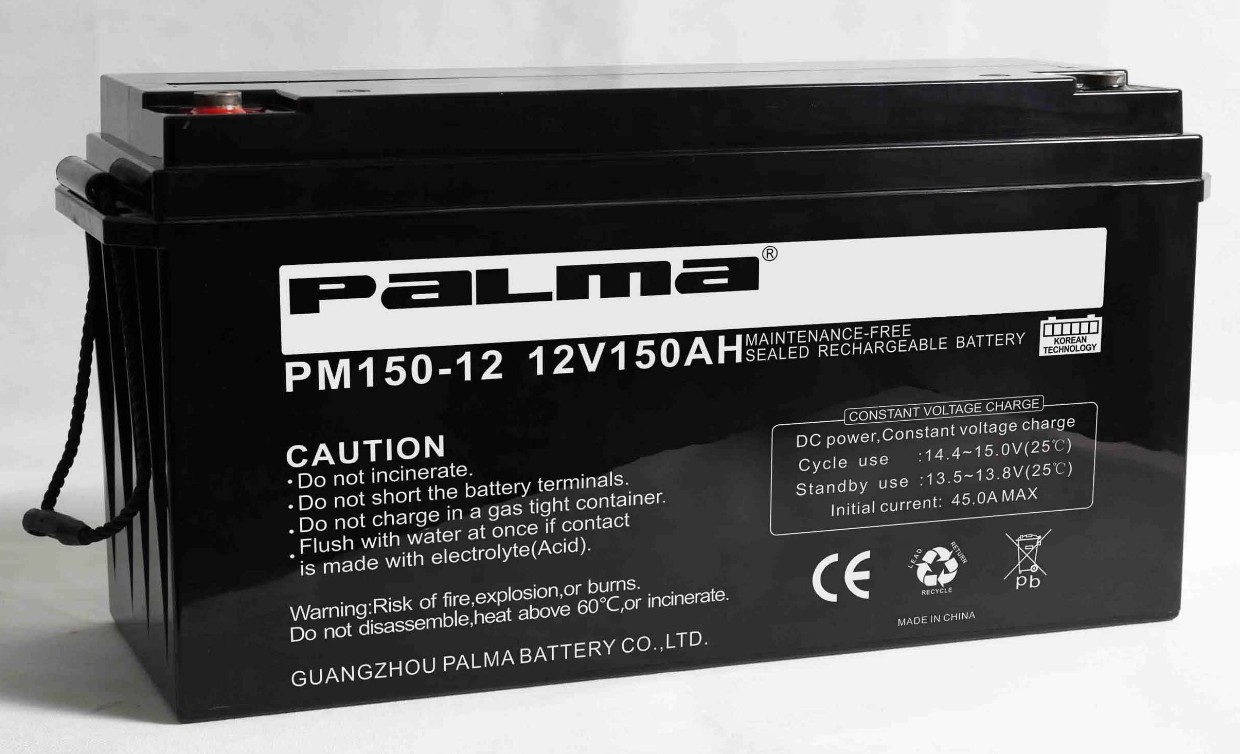 PALMA®
PM150-12 12V150AH
MAINTENANCE-FREE
SEALED RECHARGEABLE BATTERY
KOREAN
TECHNOLOGY
CAUTION
·Do not incinerate.
·Do not short the battery terminals.
·Do not charge in a gas tight container.
·Flush with water at once if contact
is made with electrolyte(Acid).
Warning:Risk of fire,explosion,or burns.
Do not disassemble,heat above 60℃,or incinerate.
GUANGZHOU PALMA BATTERY CO.,LTD.
CONSTANT VOLTAGE CHARGE
DC power,Constant voltage charge
Cycle use :14.4~15.0V(25℃)
Standby use :13.5~13.8V(25℃)
Initial current: 45.0A MAX
CE
LEAD RETURN
RECYCLE
Pb
MADE IN CHINA